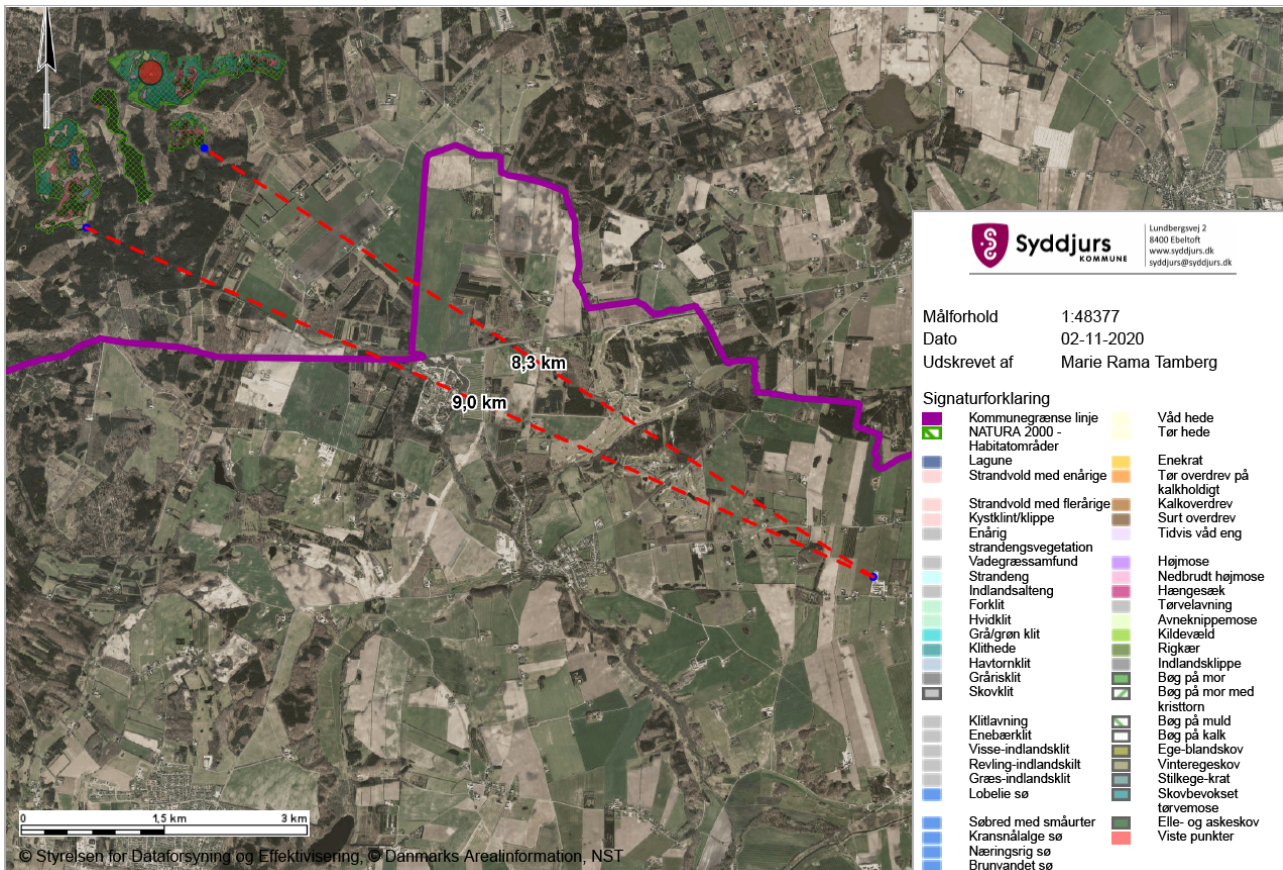 8,3 km
9,0 km
0 1,5 km 3 km
© Styrelsen for Dataforsyning og Effektivisering, © Danmarks Arealinformation, NST
Syddjurs
KOMMUNE
Lundbergsvej 2
8400 Ebeltoft
www.syddjurs.dk
syddjurs@syddjurs.dk
Målforhold 1:48377
Dato 02-11-2020
Udskrevet af Marie Rama Tamberg
Signaturforklaring
Kommunegrænse linje
NATURA 2000 -
Habitatområder
Lagune
Strandvold med enårige
Strandvold med flerårige
Kystklint/klippe
Enårig
strandengsvegetation
Vadegræssamfund
Strandeng
Indlandsalteng
Forklit
Hvidklit
Grå/grøn klit
Klithede
Havtornklit
Grårisklit
Skovklit
Klitlavning
Enebærklit
Visse-indlandsklit
Revling-indlandskilt
Græs-indlandsklit
Lobelie sø
Søbred med småurter
Kransnålalge sø
Næringsrig sø
Brunvandet sø
Våd hede
Tør hede
Enekrat
Tør overdrev på
kalkholdigt
Kalkoverdrev
Surt overdrev
Tidvis våd eng
Højmose
Nedbrudt højmose
Hængesæk
Tørvelavning
Avneknippemose
Kildevæld
Rigkær
Indlandsklippe
Bøg på mor
Bøg på mor med
kristtorn
Bøg på muld
Bøg på kalk
Ege-blandskov
Vinteregeskov
Stilkege-krat
Skovbevokset
tørvemose
Elle- og askeskov
Viste punkter